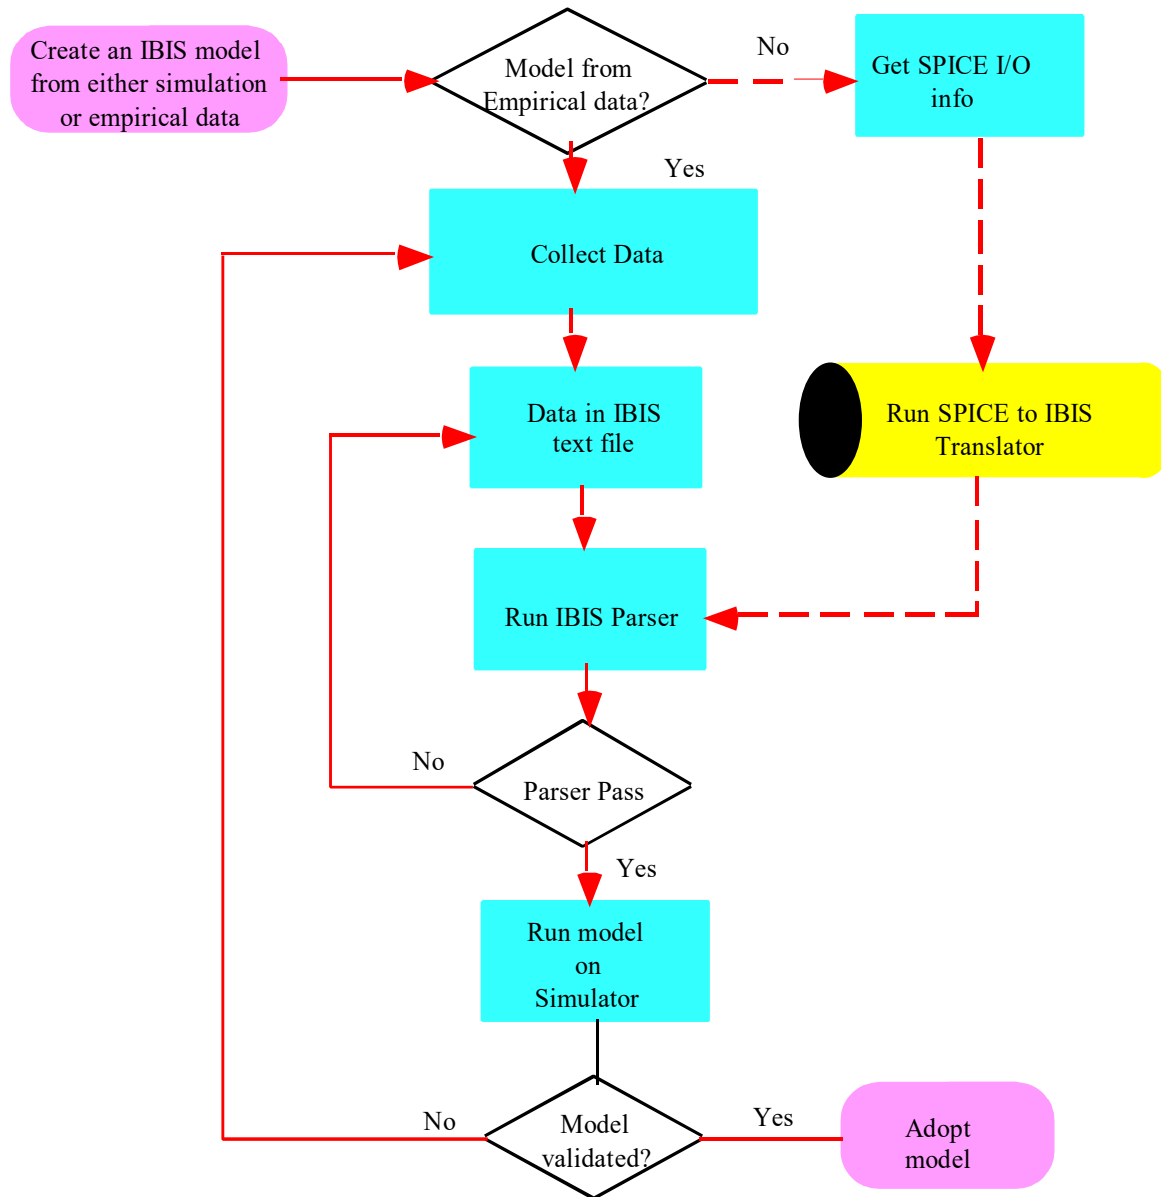 Create an IBIS model
from either simulation
or empirical data
Model from
Empirical data?
No
Get SPICE I/O
info
Yes
Collect Data
Data in IBIS
text file
Run SPICE to IBIS
Translator
Run IBIS Parser
No
Parser Pass
Yes
Run model
on
Simulator
No
Model
validated?
Yes
Adopt
model